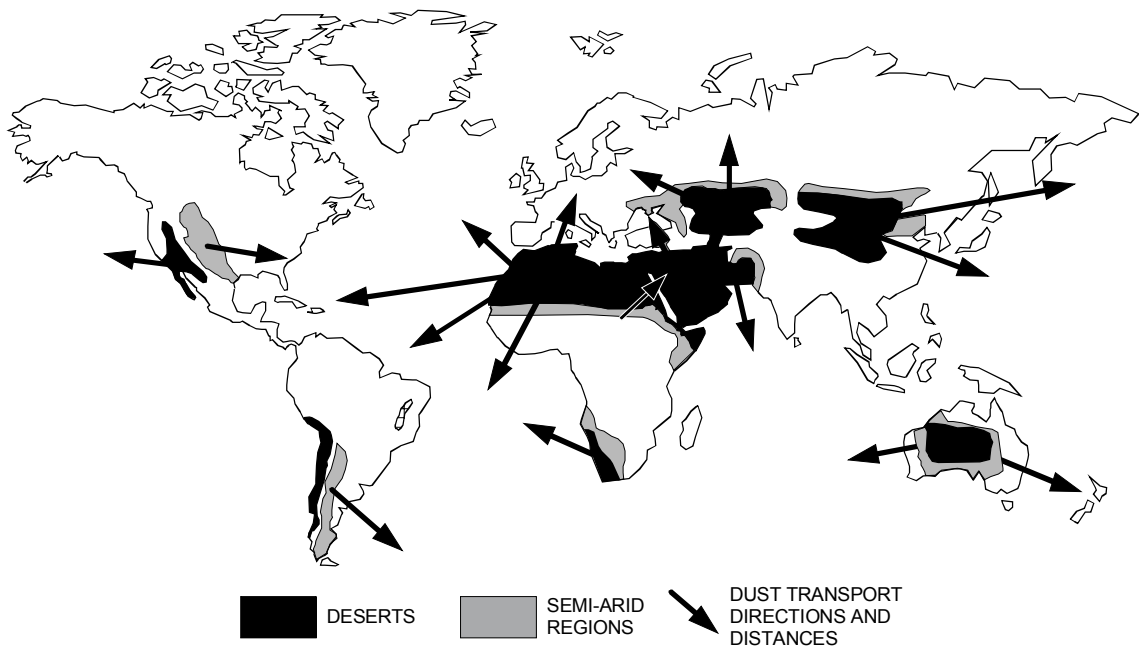 DESERTS
SEMI-ARID
REGIONS
DUST TRANSPORT
DIRECTIONS AND
DISTANCES